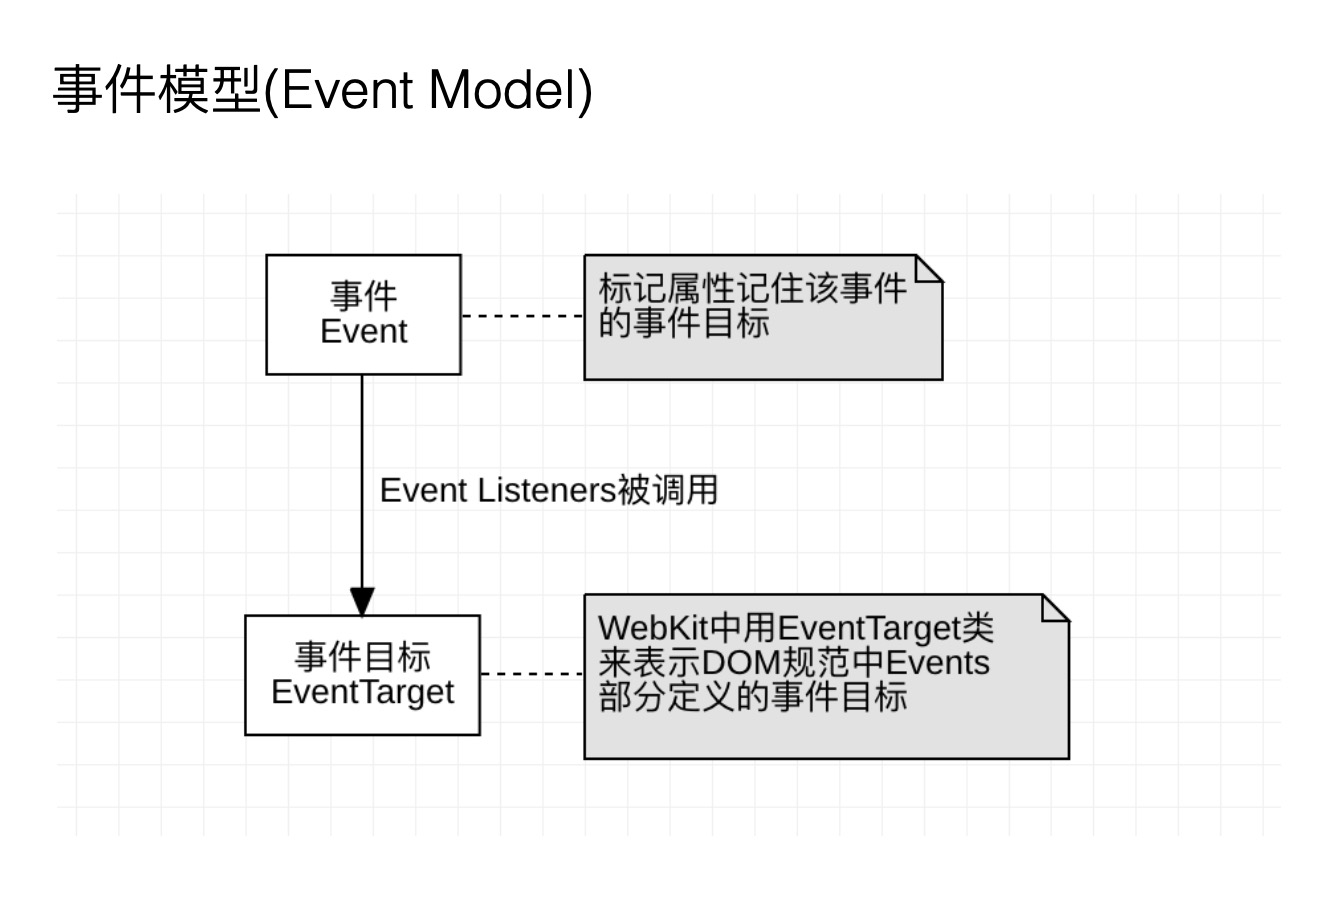 事件模型(Event Model)
事件
Event
标记属性记住该事件
的事件目标
Event Listeners被调用
事件目标
EventTarget
WebKit中用EventTarget类
来表示DOM规范中Events
部分定义的事件目标